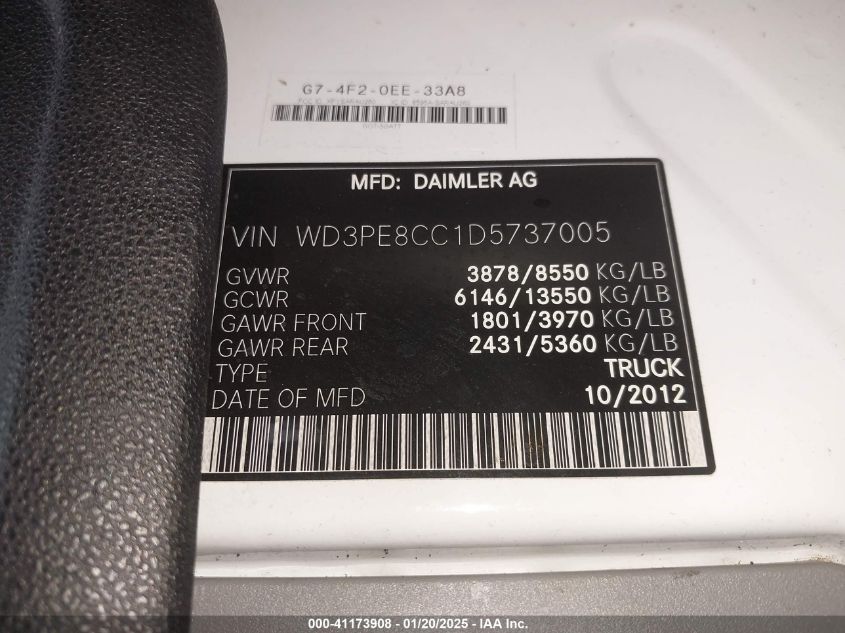 G7-4F2-0EE-33A8
MFD: DAIMLER AG
VIN WD3PE8CC1D5737005
GVWR 3878/8550 KG/LB
GCWR 6146/13550 KG/LB
GAWR FRONT 1801/3970 KG/LB
GAWR REAR 2431/5360 KG/LB
TYPE TRUCK
DATE OF MFD 10/2012
000-41173908 - 01/20/2025 - IAA Inc.